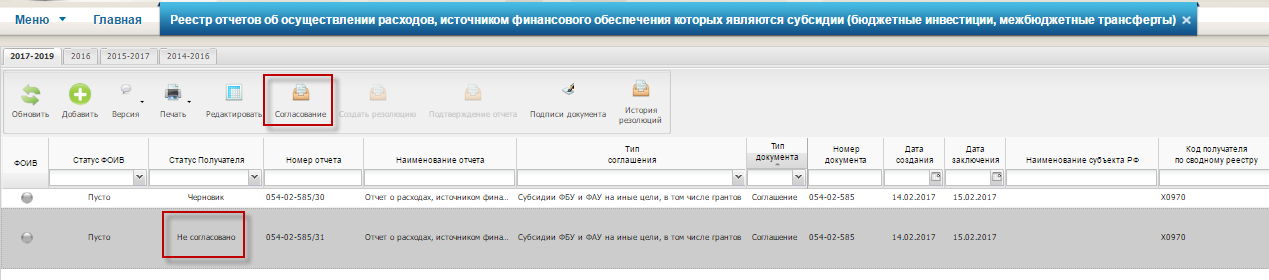 Меню Главная Реестр отчетов об осуществлении расходов, источником финансового обеспечения которых являются субсидии (бюджетные инвестиции, межбюджетные трансферты) ×
2017-2019 2016 2015-2017 2014-2016
Обновить Добавить Версия Печать Редактировать Согласование Создать резолюцию Подтверждение отчета Подписи документа История
резолюций
ФОИВ Статус ФОИВ Статус Получателя Номер отчета Наименование отчета Тип
соглашения Тип
документа Номер
документа Дата
создания Дата
заключения Наименование субъекта РФ Код получателя
по сводному реестру
Пусто Черновик 054-02-585/30 Отчет о расходах, источником фина... Субсидии ФБУ и ФАУ на иные цели, в том числе грантов Соглашение 054-02-585 14.02.2017 15.02.2017 X0970
Пусто Не согласовано 054-02-585/31 Отчет о расходах, источником фина... Субсидии ФБУ и ФАУ на иные цели, в том числе грантов Соглашение 054-02-585 14.02.2017 15.02.2017 X0970